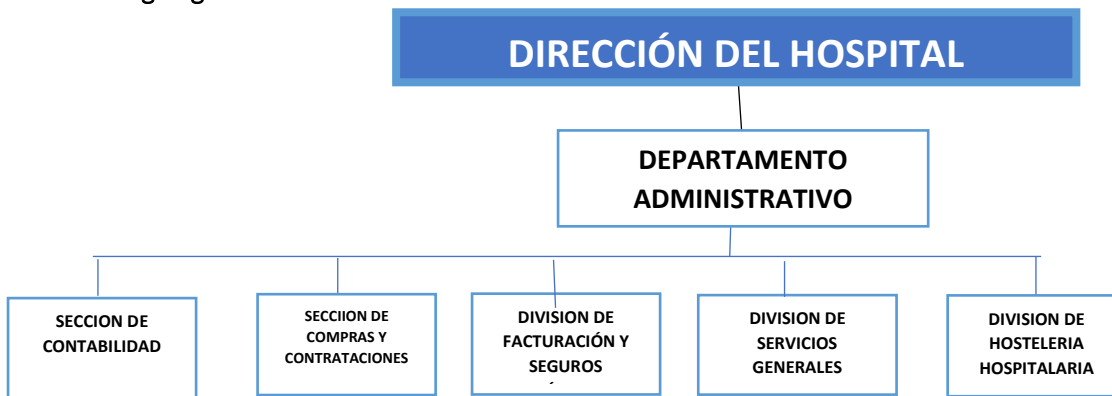 DIRECCIÓN DEL HOSPITAL
DEPARTAMENTO
ADMINISTRATIVO
SECCION DE
CONTABILIDAD
SECCIION DE
COMPRAS Y
CONTRATACIONES
DIVISION DE
FACTURACIÓN Y
SEGUROS
DIVISION DE
SERVICIOS
GENERALES
DIVISION DE
HOSTELERIA
HOSPITALARIA